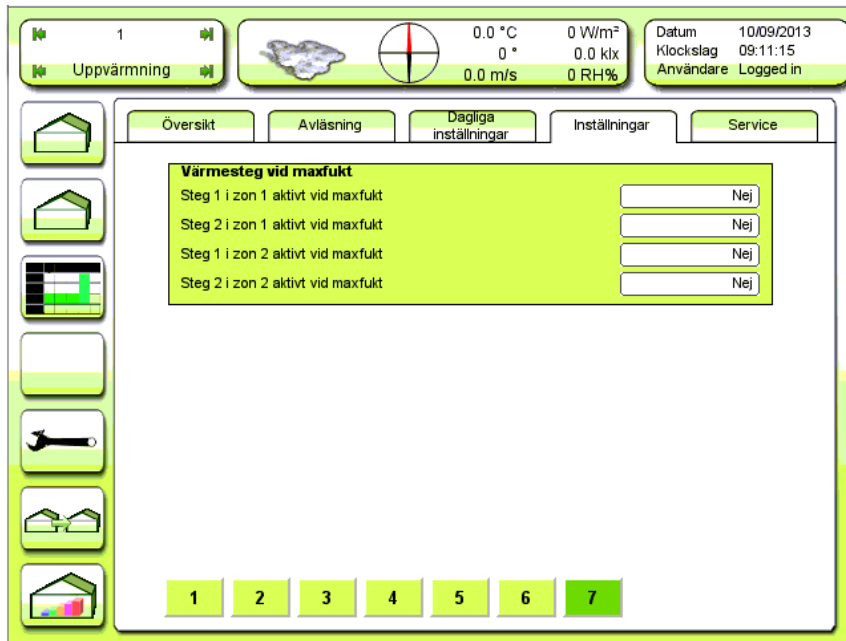 1
Uppvärmning
0.0 °C
0 °
0.0 m/s
0 W/m²
0.0 klx
0 RH%
Datum 10/09/2013
Klockslag 09:11:15
Användare Logged in
Översikt
Avläsning
Dagliga
inställningar
Inställningar
Service
Värmesteg vid maxfukt
Steg 1 i zon 1 aktivt vid maxfukt Nej
Steg 2 i zon 1 aktivt vid maxfukt Nej
Steg 1 i zon 2 aktivt vid maxfukt Nej
Steg 2 i zon 2 aktivt vid maxfukt Nej
1 2 3 4 5 6 7